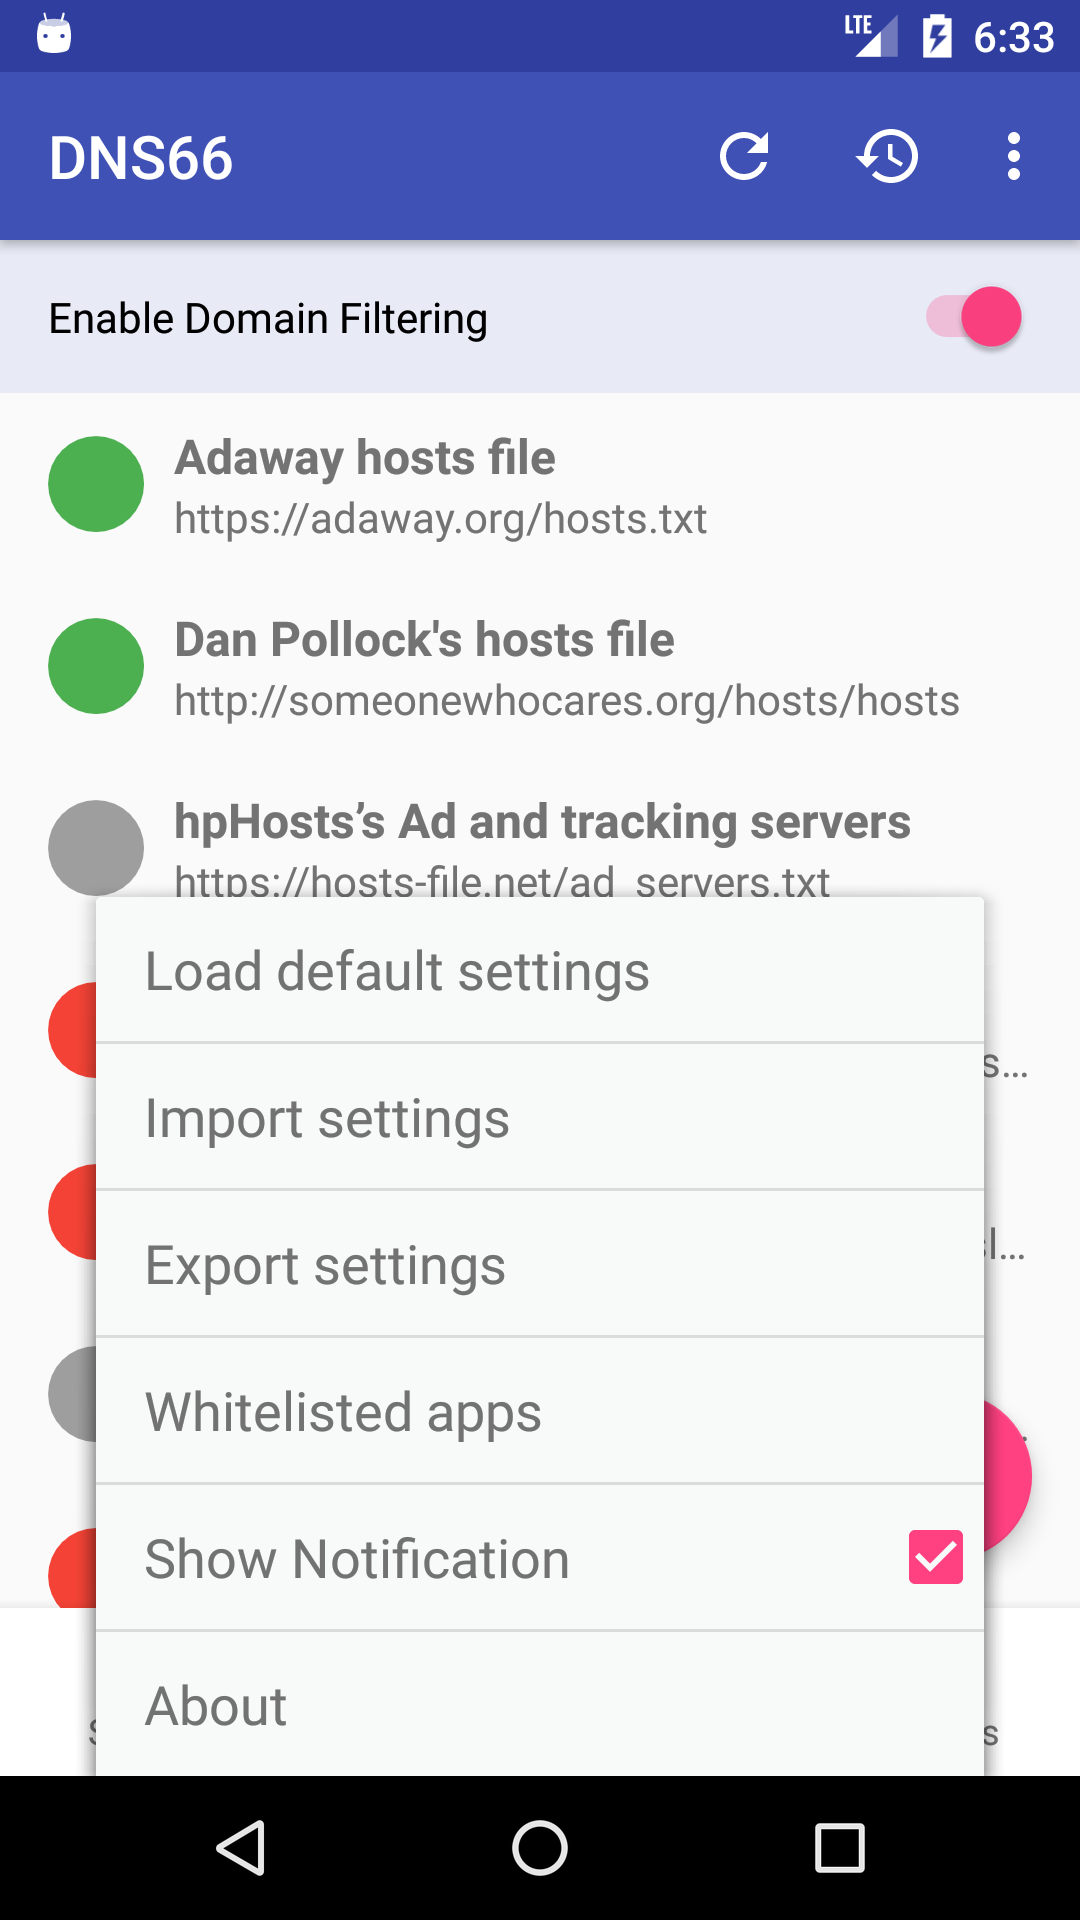 LTE 6:33
DNS66
Enable Domain Filtering
Adaway hosts file
https://adaway.org/hosts.txt
Dan Pollock's hosts file
http://someonewhocares.org/hosts/hosts
hpHosts’s Ad and tracking servers
https://hosts-file.net/ad_servers.txt
Load default settings
Import settings
Export settings
Whitelisted apps
Show Notification
About